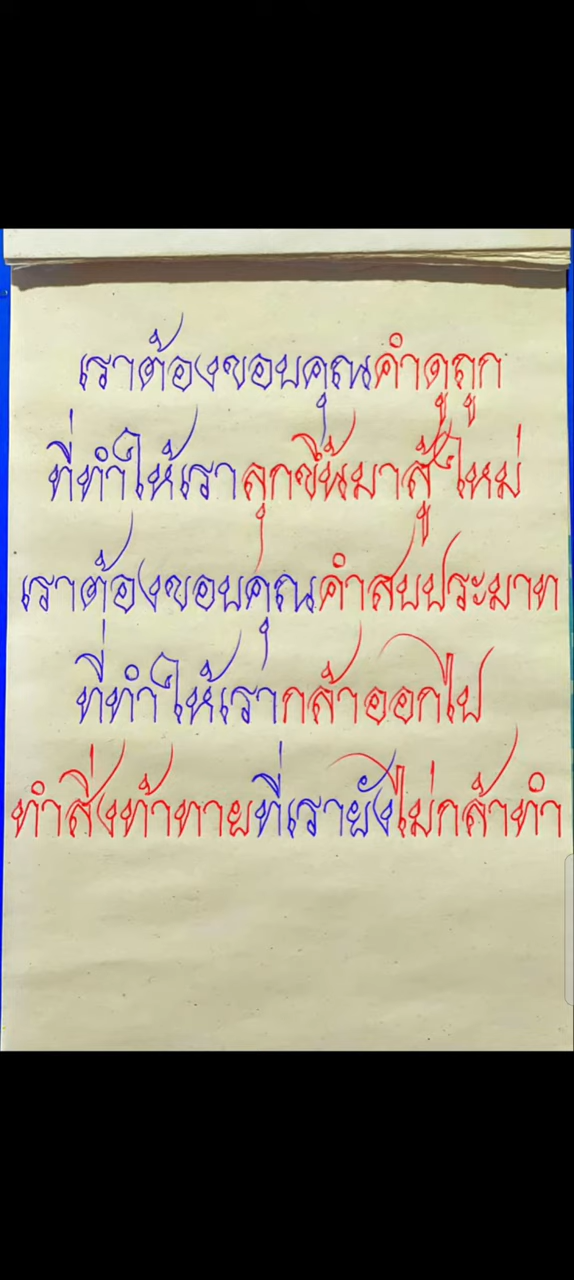 เราต้องขอบคุณคำดูถูก
ที่ทำให้เราลุกขึ้นมาสู้ใหม่
เราต้องขอบคุณคำสบประมาท
ที่ทำให้เรากล้าออกไป
ทำสิ่งท้าทายที่เรายังไม่กล้าทำ